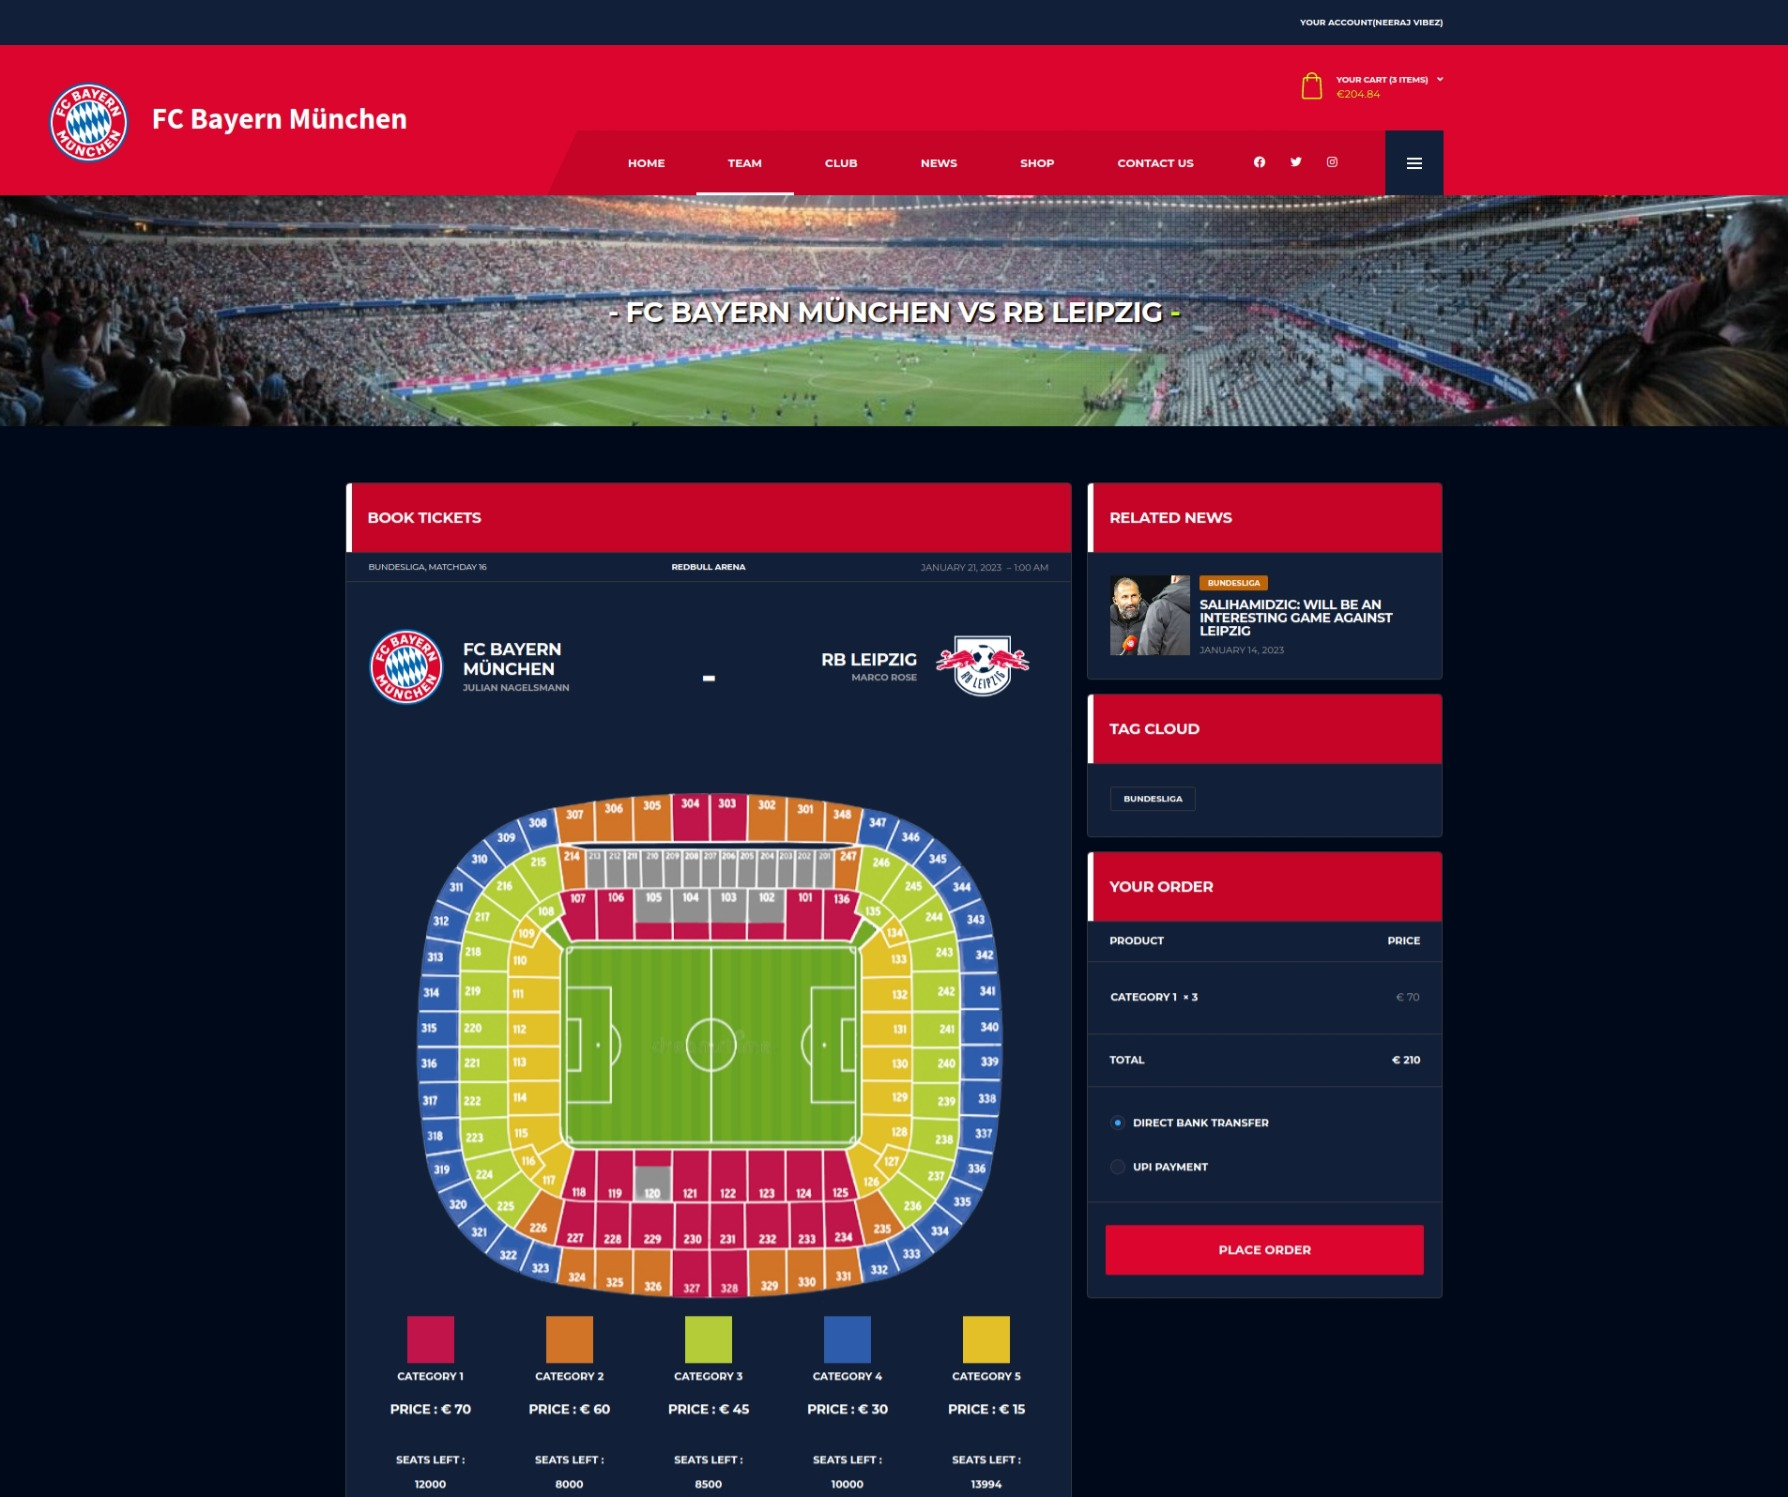 YOUR ACCOUNT(NEERAJ VIBEZ)
YOUR CART (3 ITEMS)
€204.84
FC BAYERN
MÜNCHEN
FC Bayern München
HOME TEAM CLUB NEWS SHOP CONTACT US
- FC BAYERN MÜNCHEN VS RB LEIPZIG -
BOOK TICKETS
BUNDESLIGA, MATCHDAY 16 REDBULL ARENA JANUARY 21, 2023 – 1:00 AM
FC BAYERN
MÜNCHEN
FC BAYERN
MÜNCHEN
JULIAN NAGELSMANN
-
RB LEIPZIG
MARCO ROSE
RB LEIPZIG
307 306 305 304 303 302 301 348
308 347
309 346
310 215 214 213 212 211 210 209 208 207 206 205 204 203 202 201 247 246 345
311 216 245 344
107 106 105 104 103 102 101 136
312 217 108 135 244 343
109 134
313 218 110 133 243 342
314 219 111 132 242 341
315 220 112 131 241 340
316 221 113 130 240 339
317 222 114 129 239 338
318 223 115 128 238 337
319 224 116 127 237 336
117 126
118 119 120 121 122 123 124 125
320 225 236 335
321 226 235 334
227 228 229 230 231 232 233 234
322 333
323 332
324 325 326 327 328 329 330 331
CATEGORY 1 CATEGORY 2 CATEGORY 3 CATEGORY 4 CATEGORY 5
PRICE : € 70 PRICE : € 60 PRICE : € 45 PRICE : € 30 PRICE : € 15
SEATS LEFT : SEATS LEFT : SEATS LEFT : SEATS LEFT : SEATS LEFT :
12000 8000 8500 10000 13994
RELATED NEWS
BUNDESLIGA
SALIHAMIDZIC: WILL BE AN
INTERESTING GAME AGAINST
LEIPZIG
JANUARY 14, 2023
TAG CLOUD
BUNDESLIGA
YOUR ORDER
PRODUCT PRICE
CATEGORY 1 × 3 € 70
TOTAL € 210
DIRECT BANK TRANSFER
UPI PAYMENT
PLACE ORDER